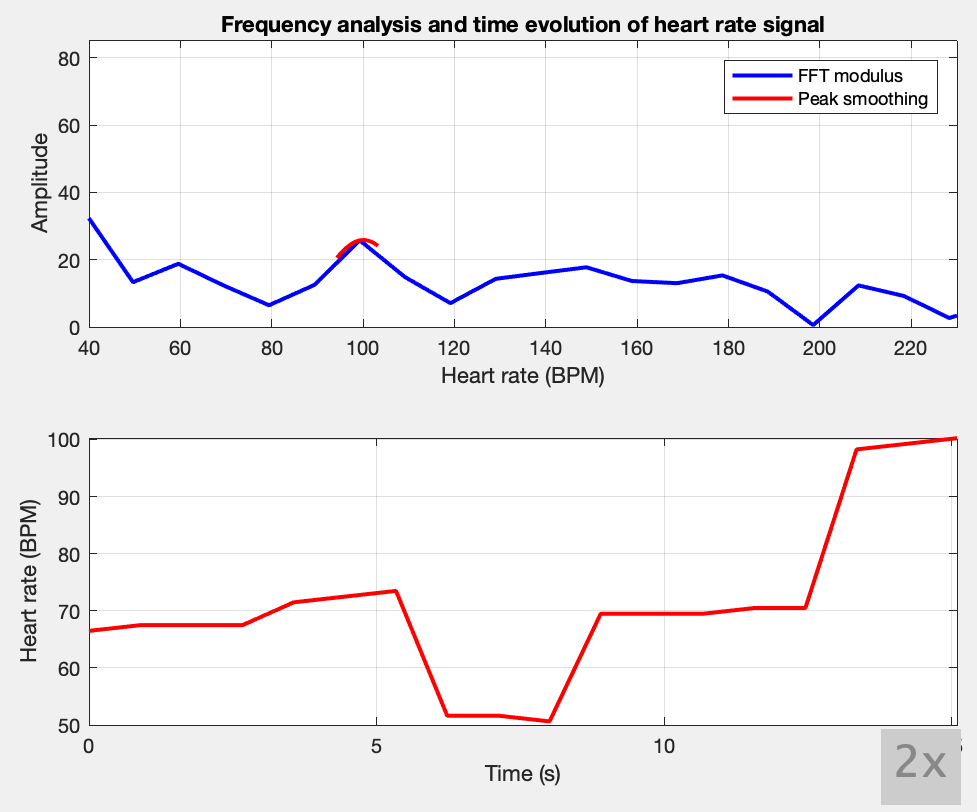 Frequency analysis and time evolution of heart rate signal
FFT modulus
Peak smoothing
Amplitude
80
60
40
20
0
40 60 80 100 120 140 160 180 200 220
Heart rate (BPM)
Heart rate (BPM)
100
90
80
70
60
50
0 5 10
Time (s)
2x